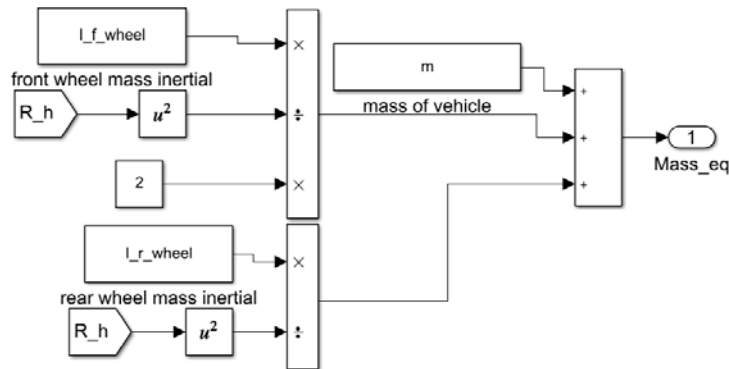 I_f_wheel
×
front wheel mass inertial
R_h
u²
÷
2
×
m
mass of vehicle
+
+
+
1
Mass_eq
I_r_wheel
×
rear wheel mass inertial
R_h
u²
÷